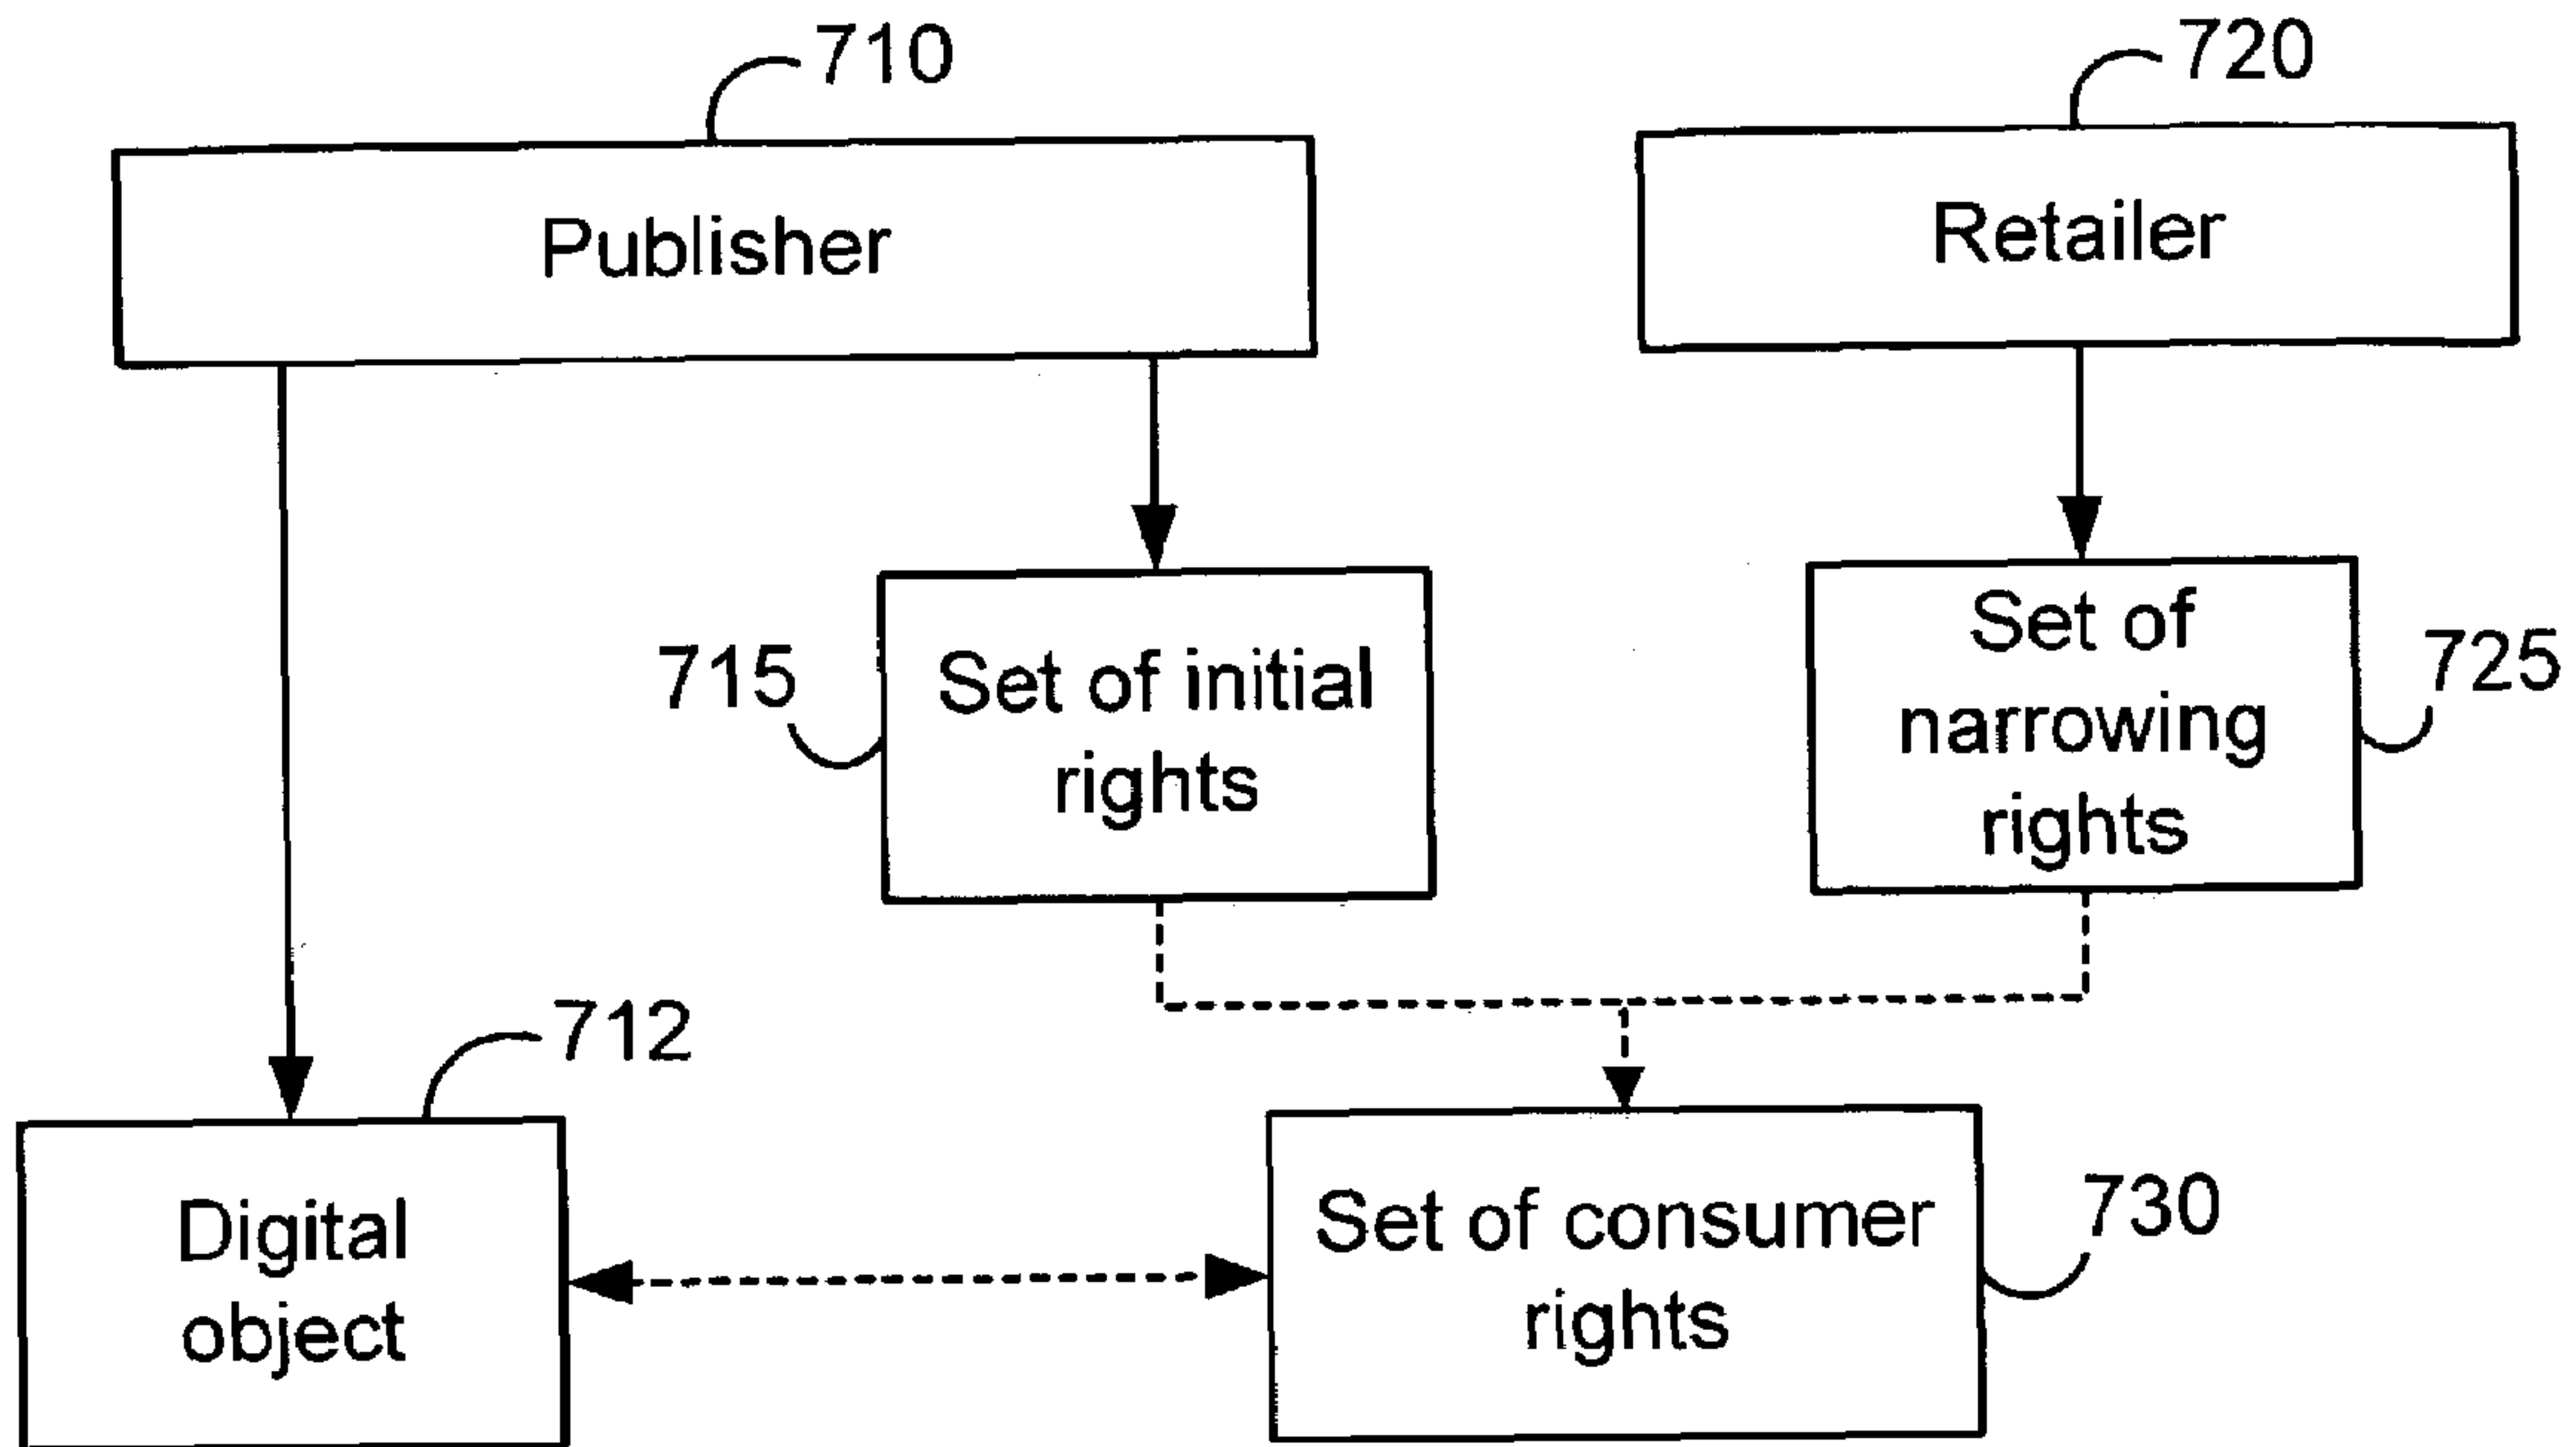 710
720
Publisher
Retailer
715
Set of initial
rights
Set of
narrowing
rights
725
712
Digital
object
Set of consumer
rights
730